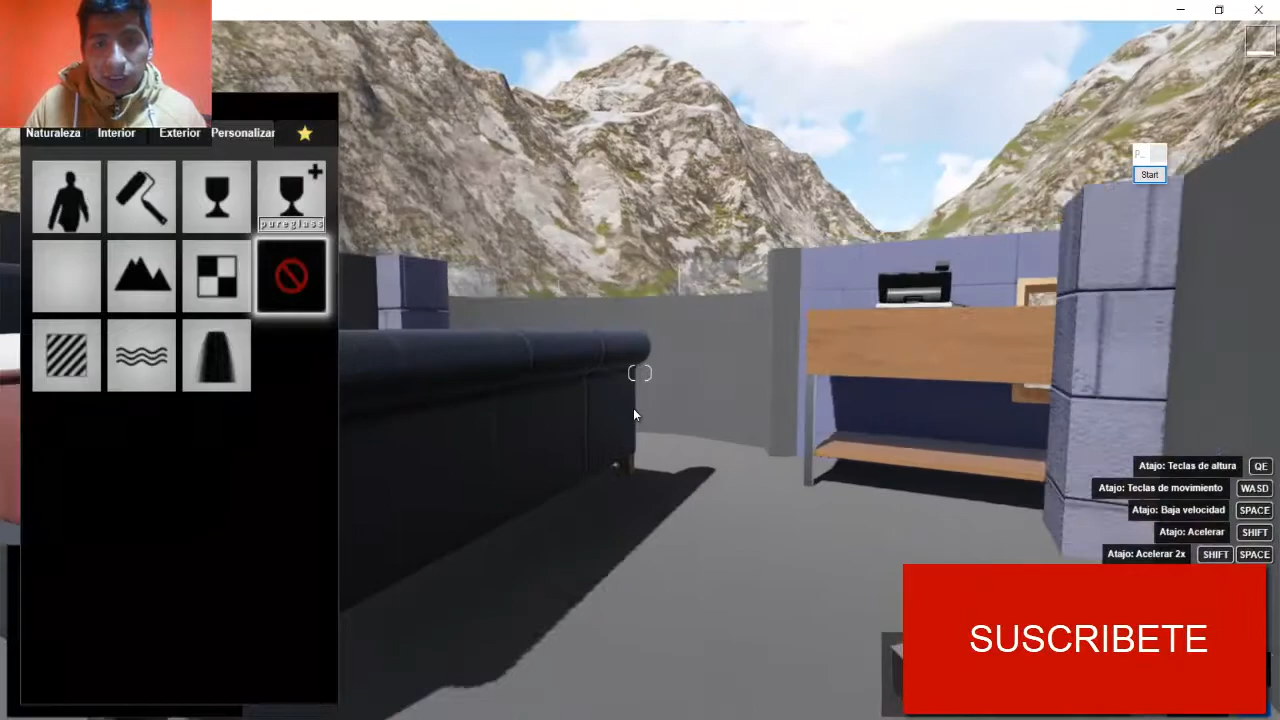 Naturaleza Interior Exterior Personalizar
pureglass
P...
Start
Atajo: Teclas de altura QE
Atajo: Teclas de movimiento WASD
Atajo: Baja velocidad SPACE
Atajo: Acelerar SHIFT
Atajo: Acelerar 2x SHIFT SPACE
SUSCRIBETE